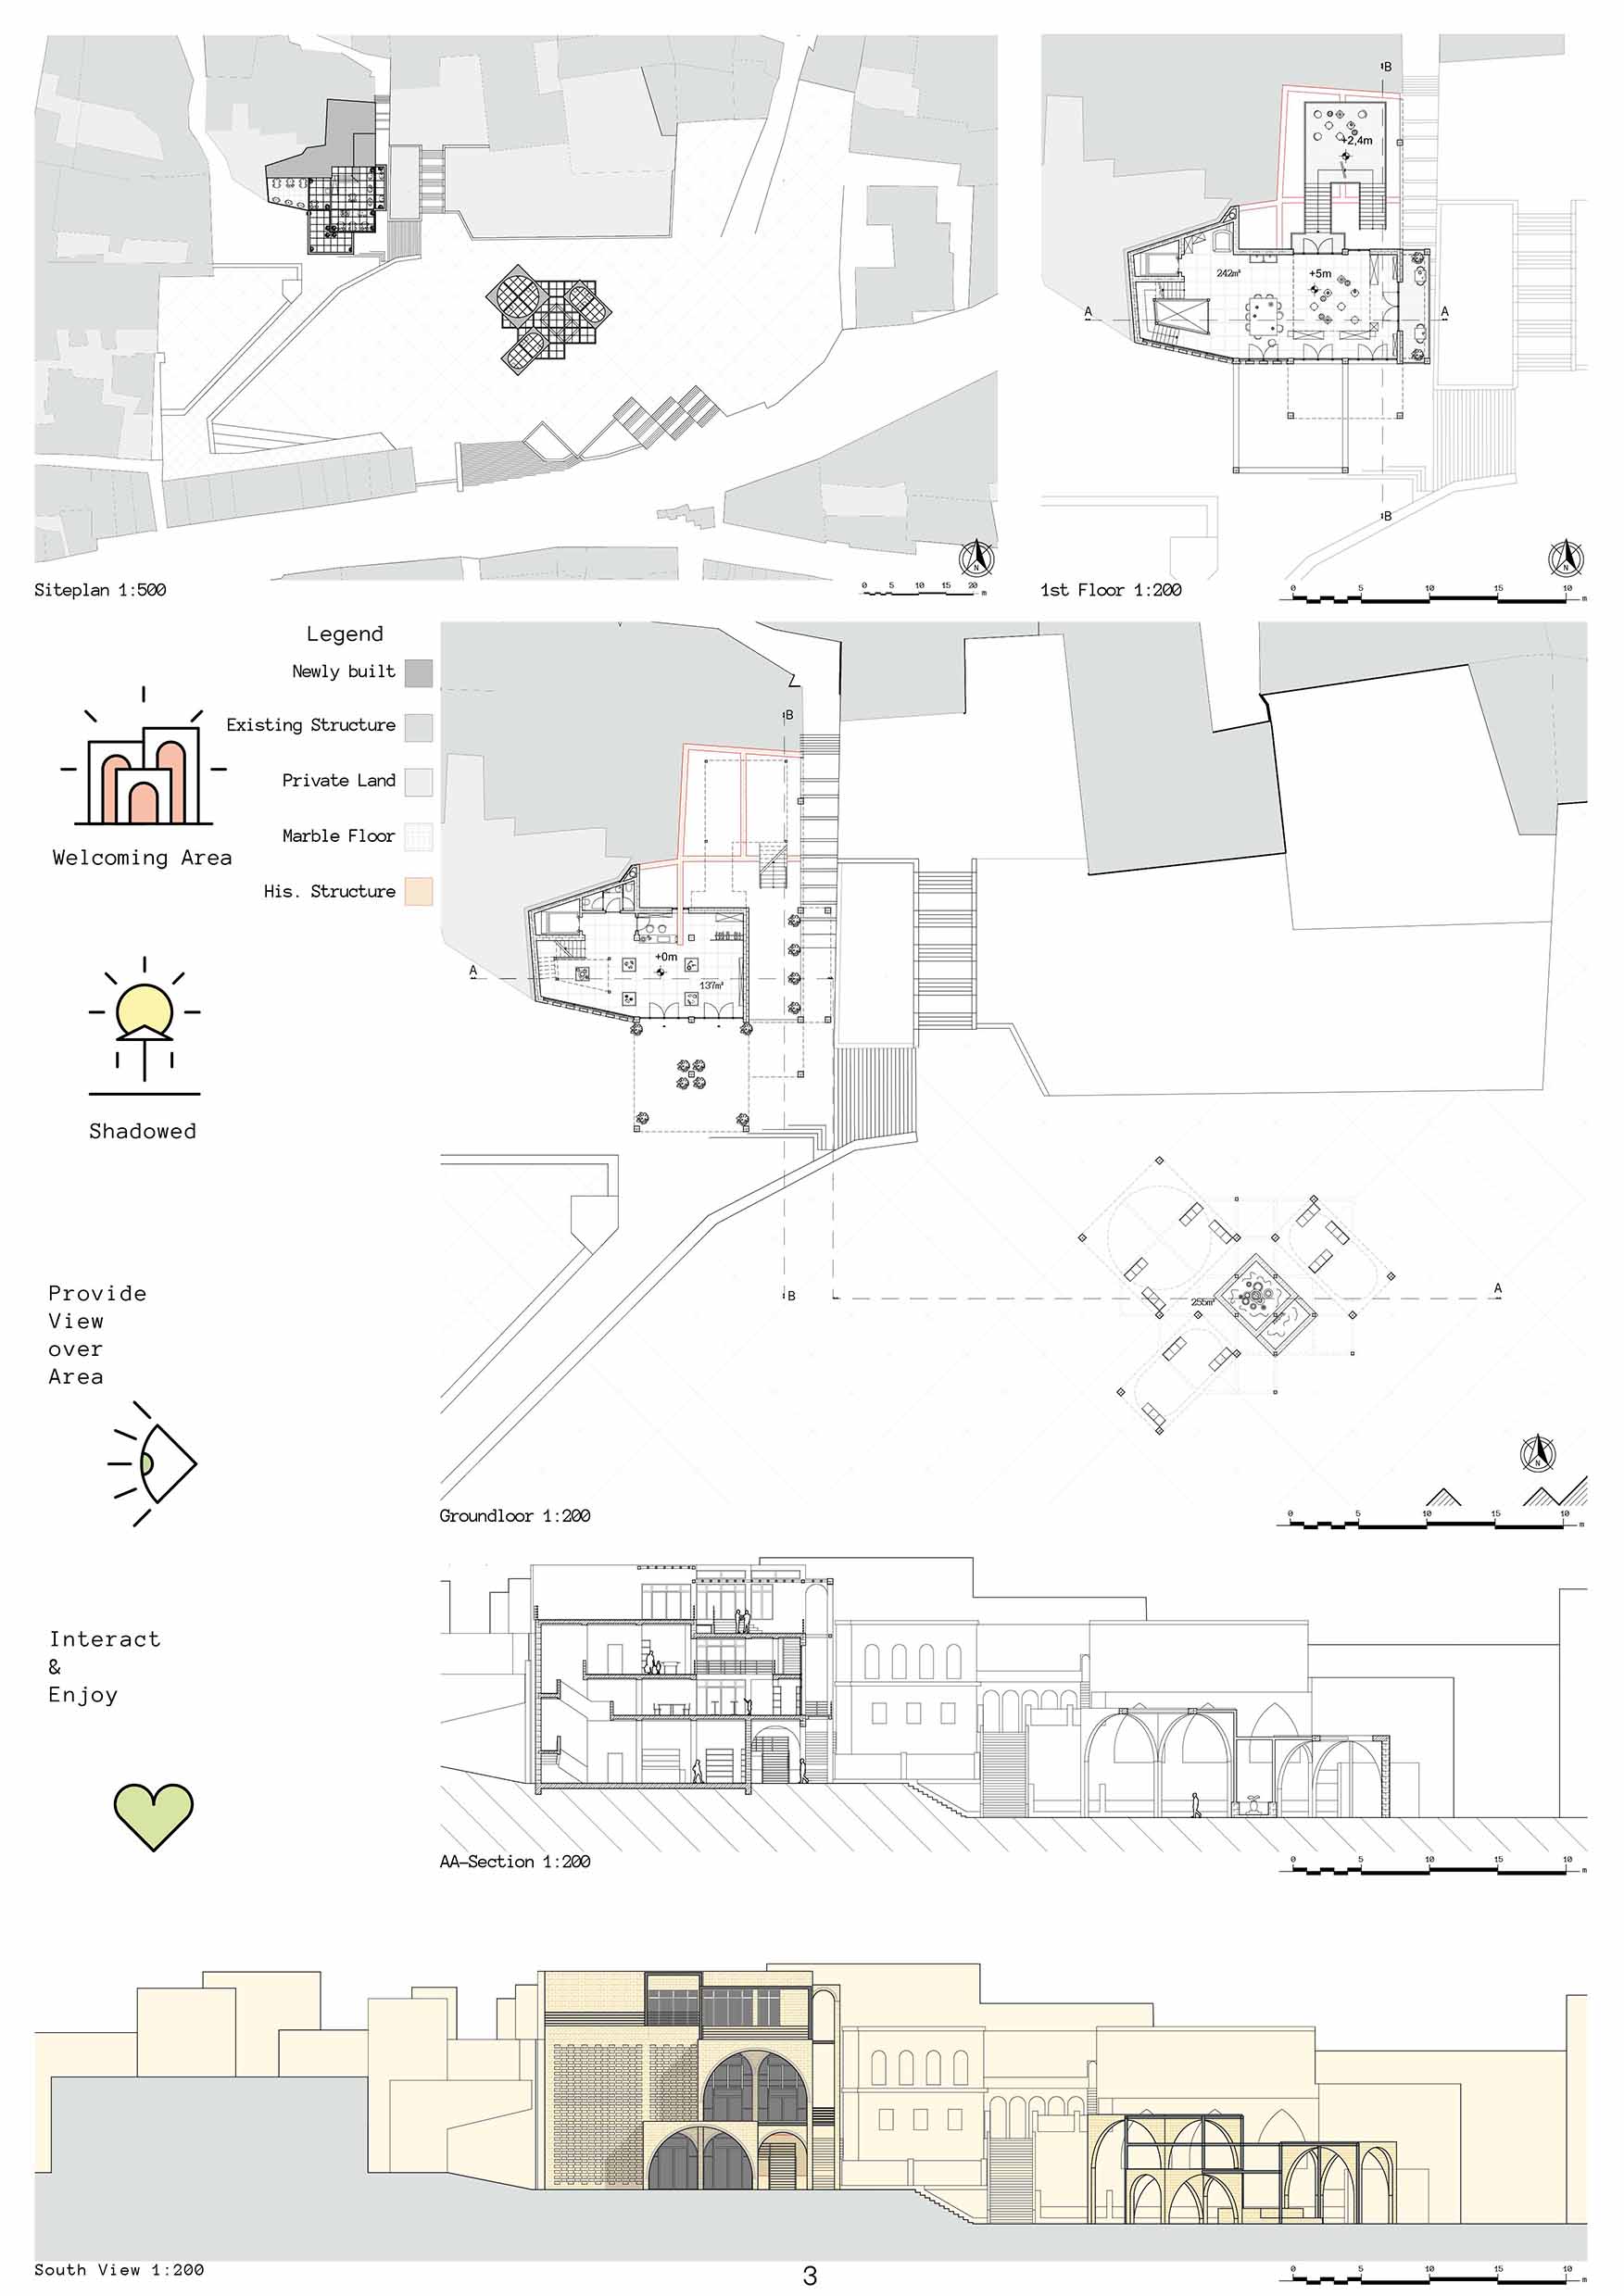 Siteplan 1:500
N
0 5 10 15 20
m
B
+2,4m
242m²
+5m
A
A
B
1st Floor 1:200
N
0 5 10 15 10
m
Legend
Newly built
Existing Structure
Private Land
Marble Floor
His. Structure
Welcoming Area
Shadowed
Provide
View
over
Area
Interact
&
Enjoy
B
+0m
A
137m²
B
255m²
A
N
Groundloor 1:200
0 5 10 15 10
m
AA-Section 1:200
0 5 10 15 10
m
South View 1:200
3
0 5 10 15 10
m